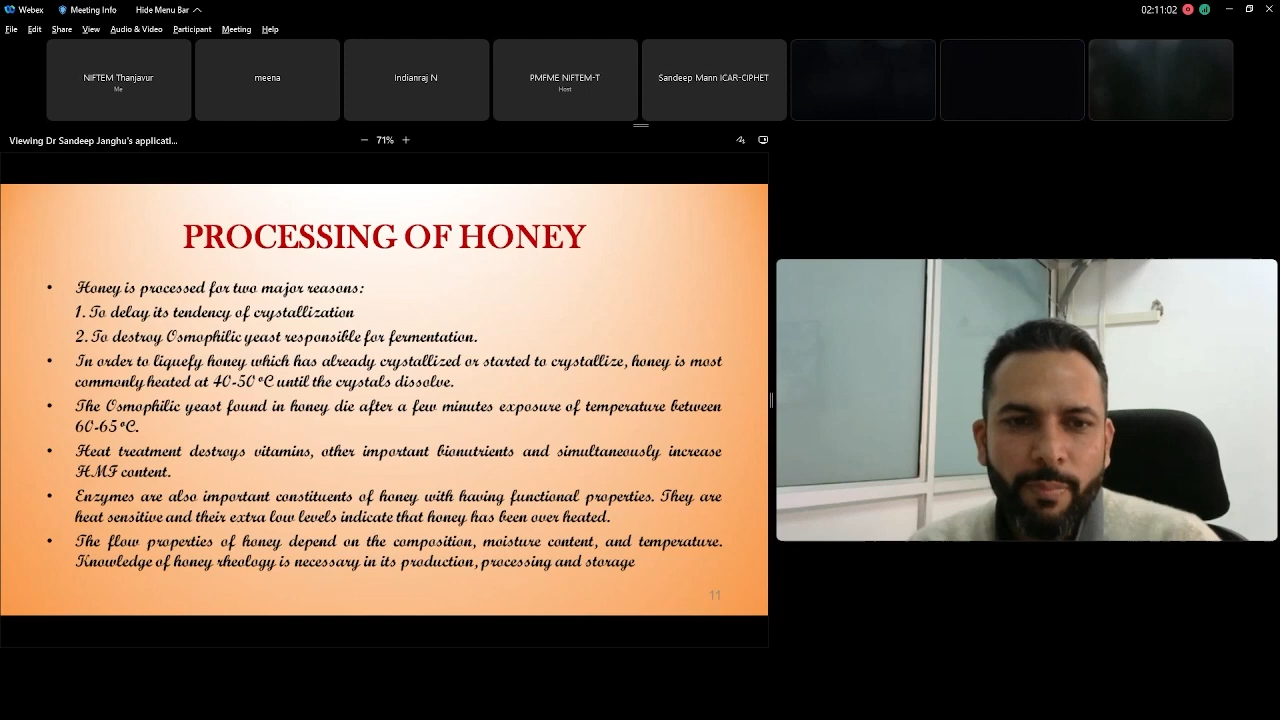 Webex
Meeting Info
Hide Menu Bar
02:11:02
File Edit Share View Audio & Video Participant Meeting Help
NIFTEM Thanjavur
Me
meena
Indianraj N
PMFME NIFTEM-T
Host
Sandeep Mann ICAR-CIPHET
Viewing Dr Sandeep Janghu's applicati...
71%
PROCESSING OF HONEY
• Honey is processed for two major reasons:
1. To delay its tendency of crystallization
2. To destroy Osmophilic yeast responsible for fermentation.
• In order to liquefy honey which has already crystallized or started to crystallize, honey is most
commonly heated at 40-50 °C until the crystals dissolve.
• The Osmophilic yeast found in honey die after a few minutes exposure of temperature between
60-65 °C.
• Heat treatment destroys vitamins, other important bionutrients and simultaneously increase
HMF content.
• Enzymes are also important constituents of honey with having functional properties. They are
heat sensitive and their extra low levels indicate that honey has been over heated.
• The flow properties of honey depend on the composition, moisture content, and temperature.
Knowledge of honey rheology is necessary in its production, processing and storage
11